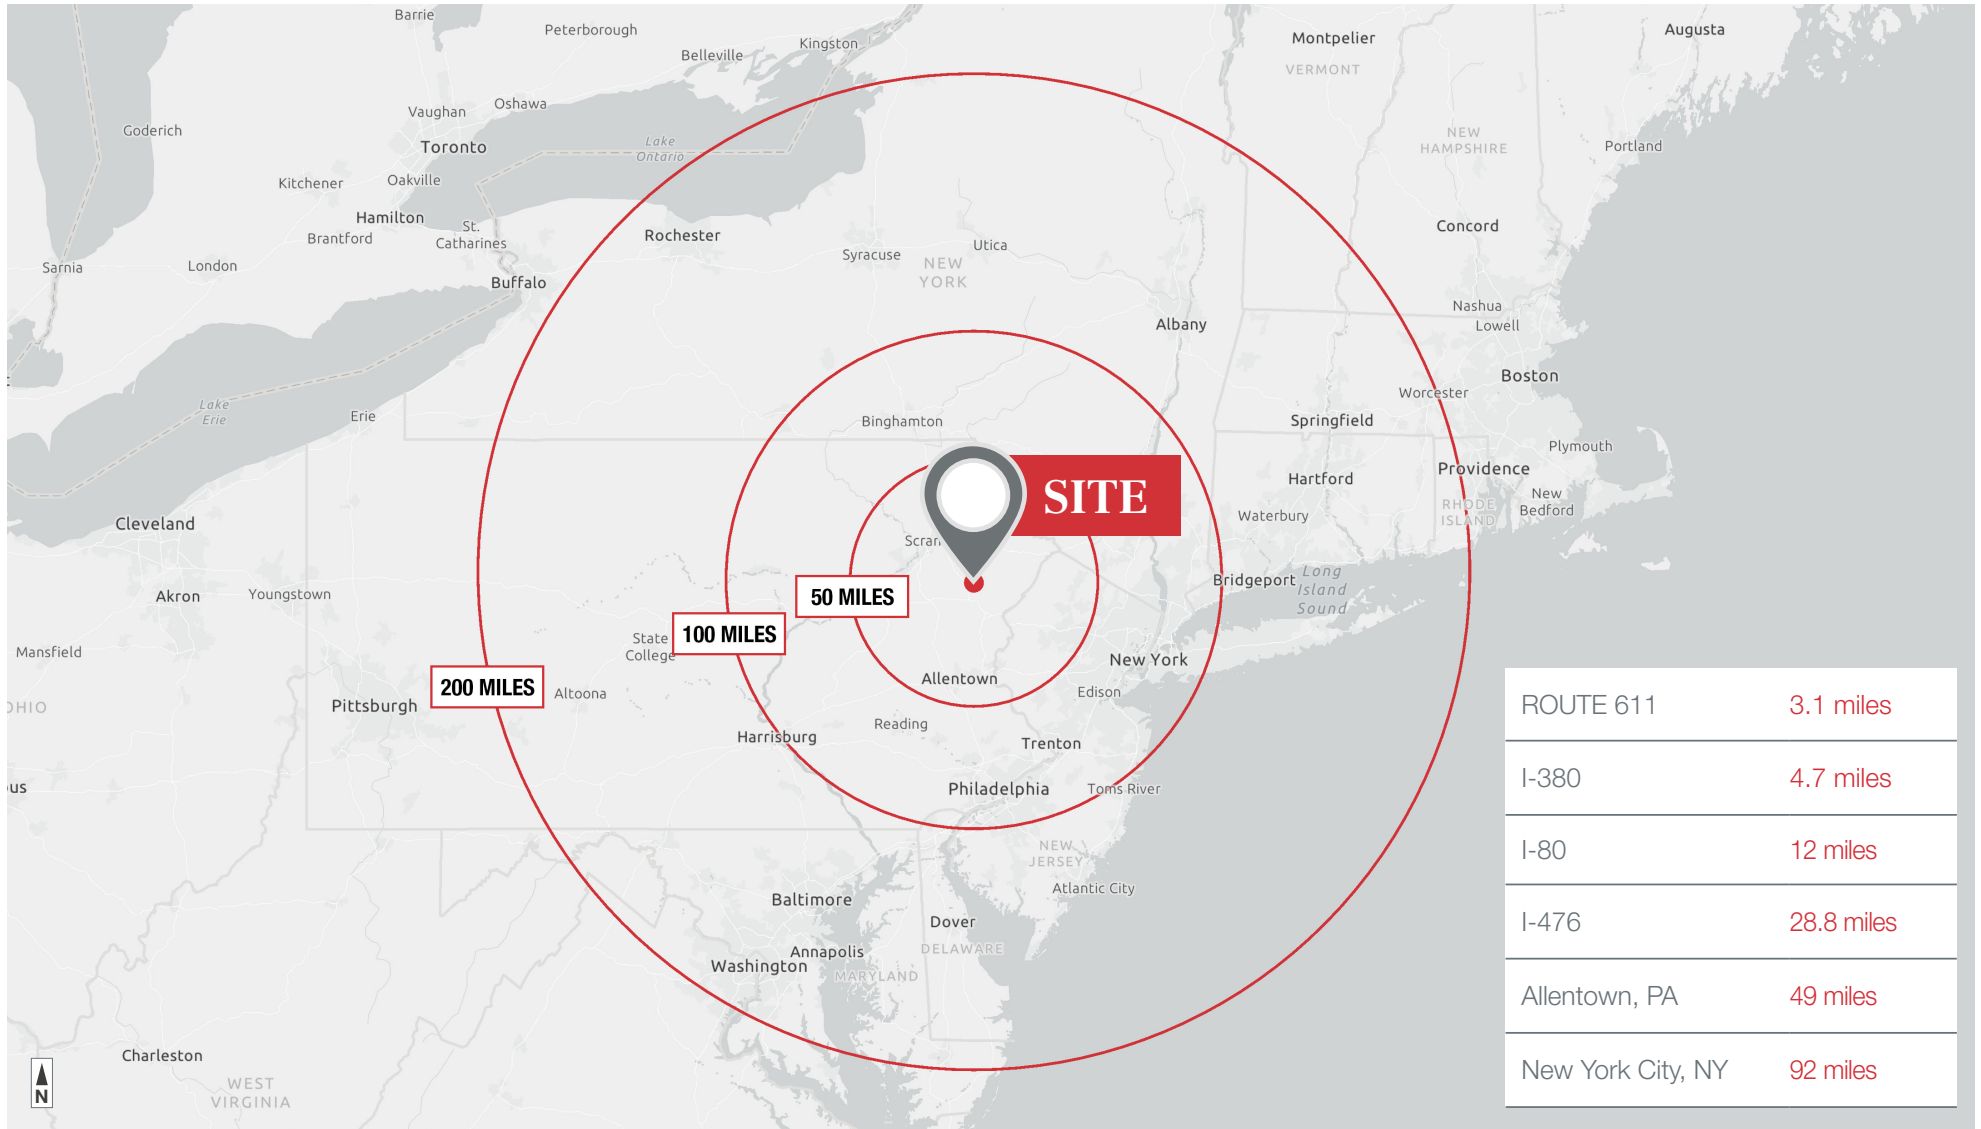 Barrie
Peterborough
Belleville
Kingston
Montpelier
VERMONT
Augusta
Goderich
Vaughan
Oshawa
Toronto
Lake
Ontario
NEW
HAMPSHIRE
Portland
Kitchener
Oakville
Hamilton
Brantford
St.
Catharines
Rochester
Syracuse
Utica
NEW
YORK
Concord
Sarnia
London
Buffalo
Nashua
Lowell
Albany
Boston
Worcester
Lake
Erie
Erie
Binghamton
Springfield
Plymouth
Providence
Hartford
New
Bedford
RHODE
ISLAND
Waterbury
SITE
Cleveland
Scran
Akron
Youngstown
50 MILES
Bridgeport
Long
Island
Sound
100 MILES
State
College
Mansfield
New York
200 MILES
Altoona
Allentown
Edison
OHIO
Pittsburgh
Reading
Harrisburg
Trenton
Philadelphia
Toms River
us
NEW
JERSEY
Atlantic City
Baltimore
Dover
DELAWARE
Annapolis
Washington
MARYLAND
Charleston
WEST
VIRGINIA
N
ROUTE 611 3.1 miles
I-380 4.7 miles
I-80 12 miles
I-476 28.8 miles
Allentown, PA 49 miles
New York City, NY 92 miles